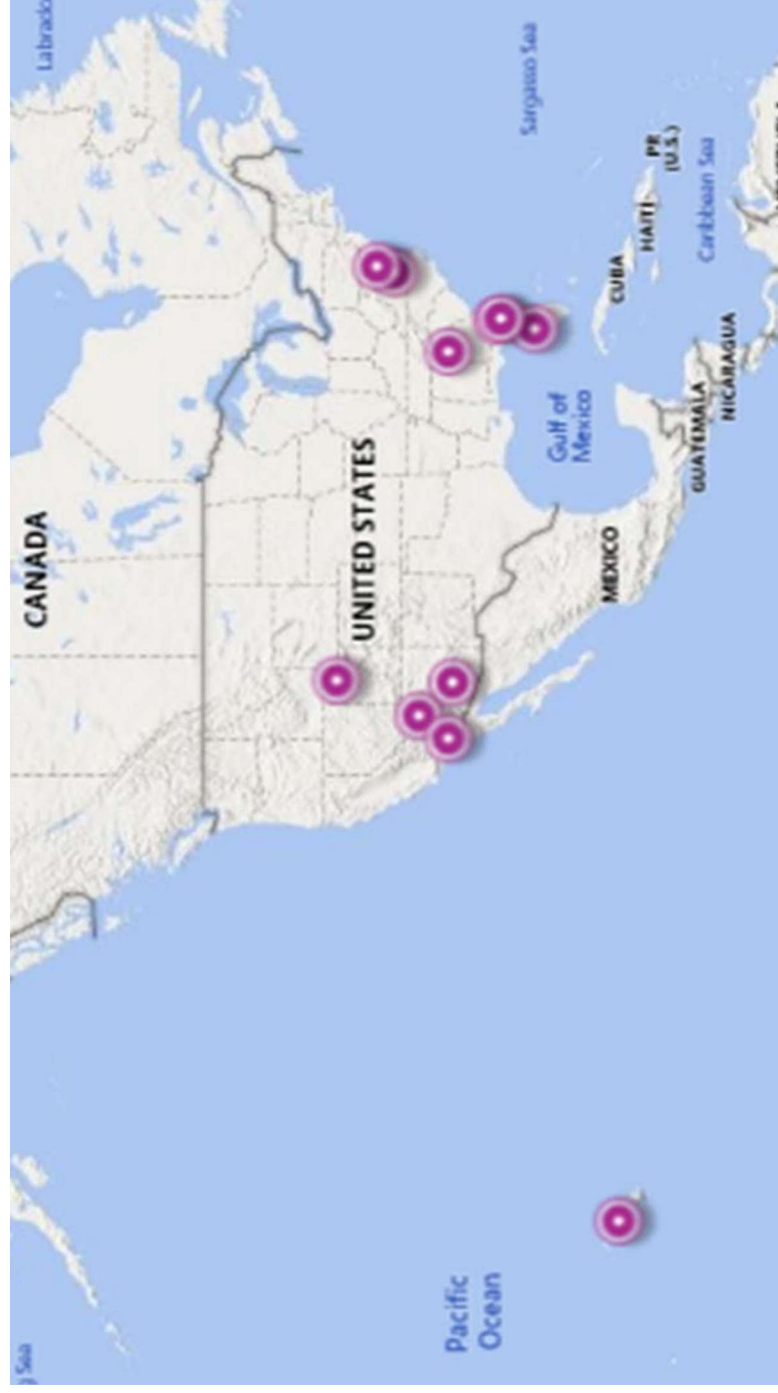 Labrado
g Sea
CANADA
UNITED STATES
Sargasso Sea
Pacific
Ocean
Gulf of
Mexico
MEXICO
CUBA
HAITI
PR
(U.S.)
Caribbean Sea
GUATEMALA
NICARAGUA